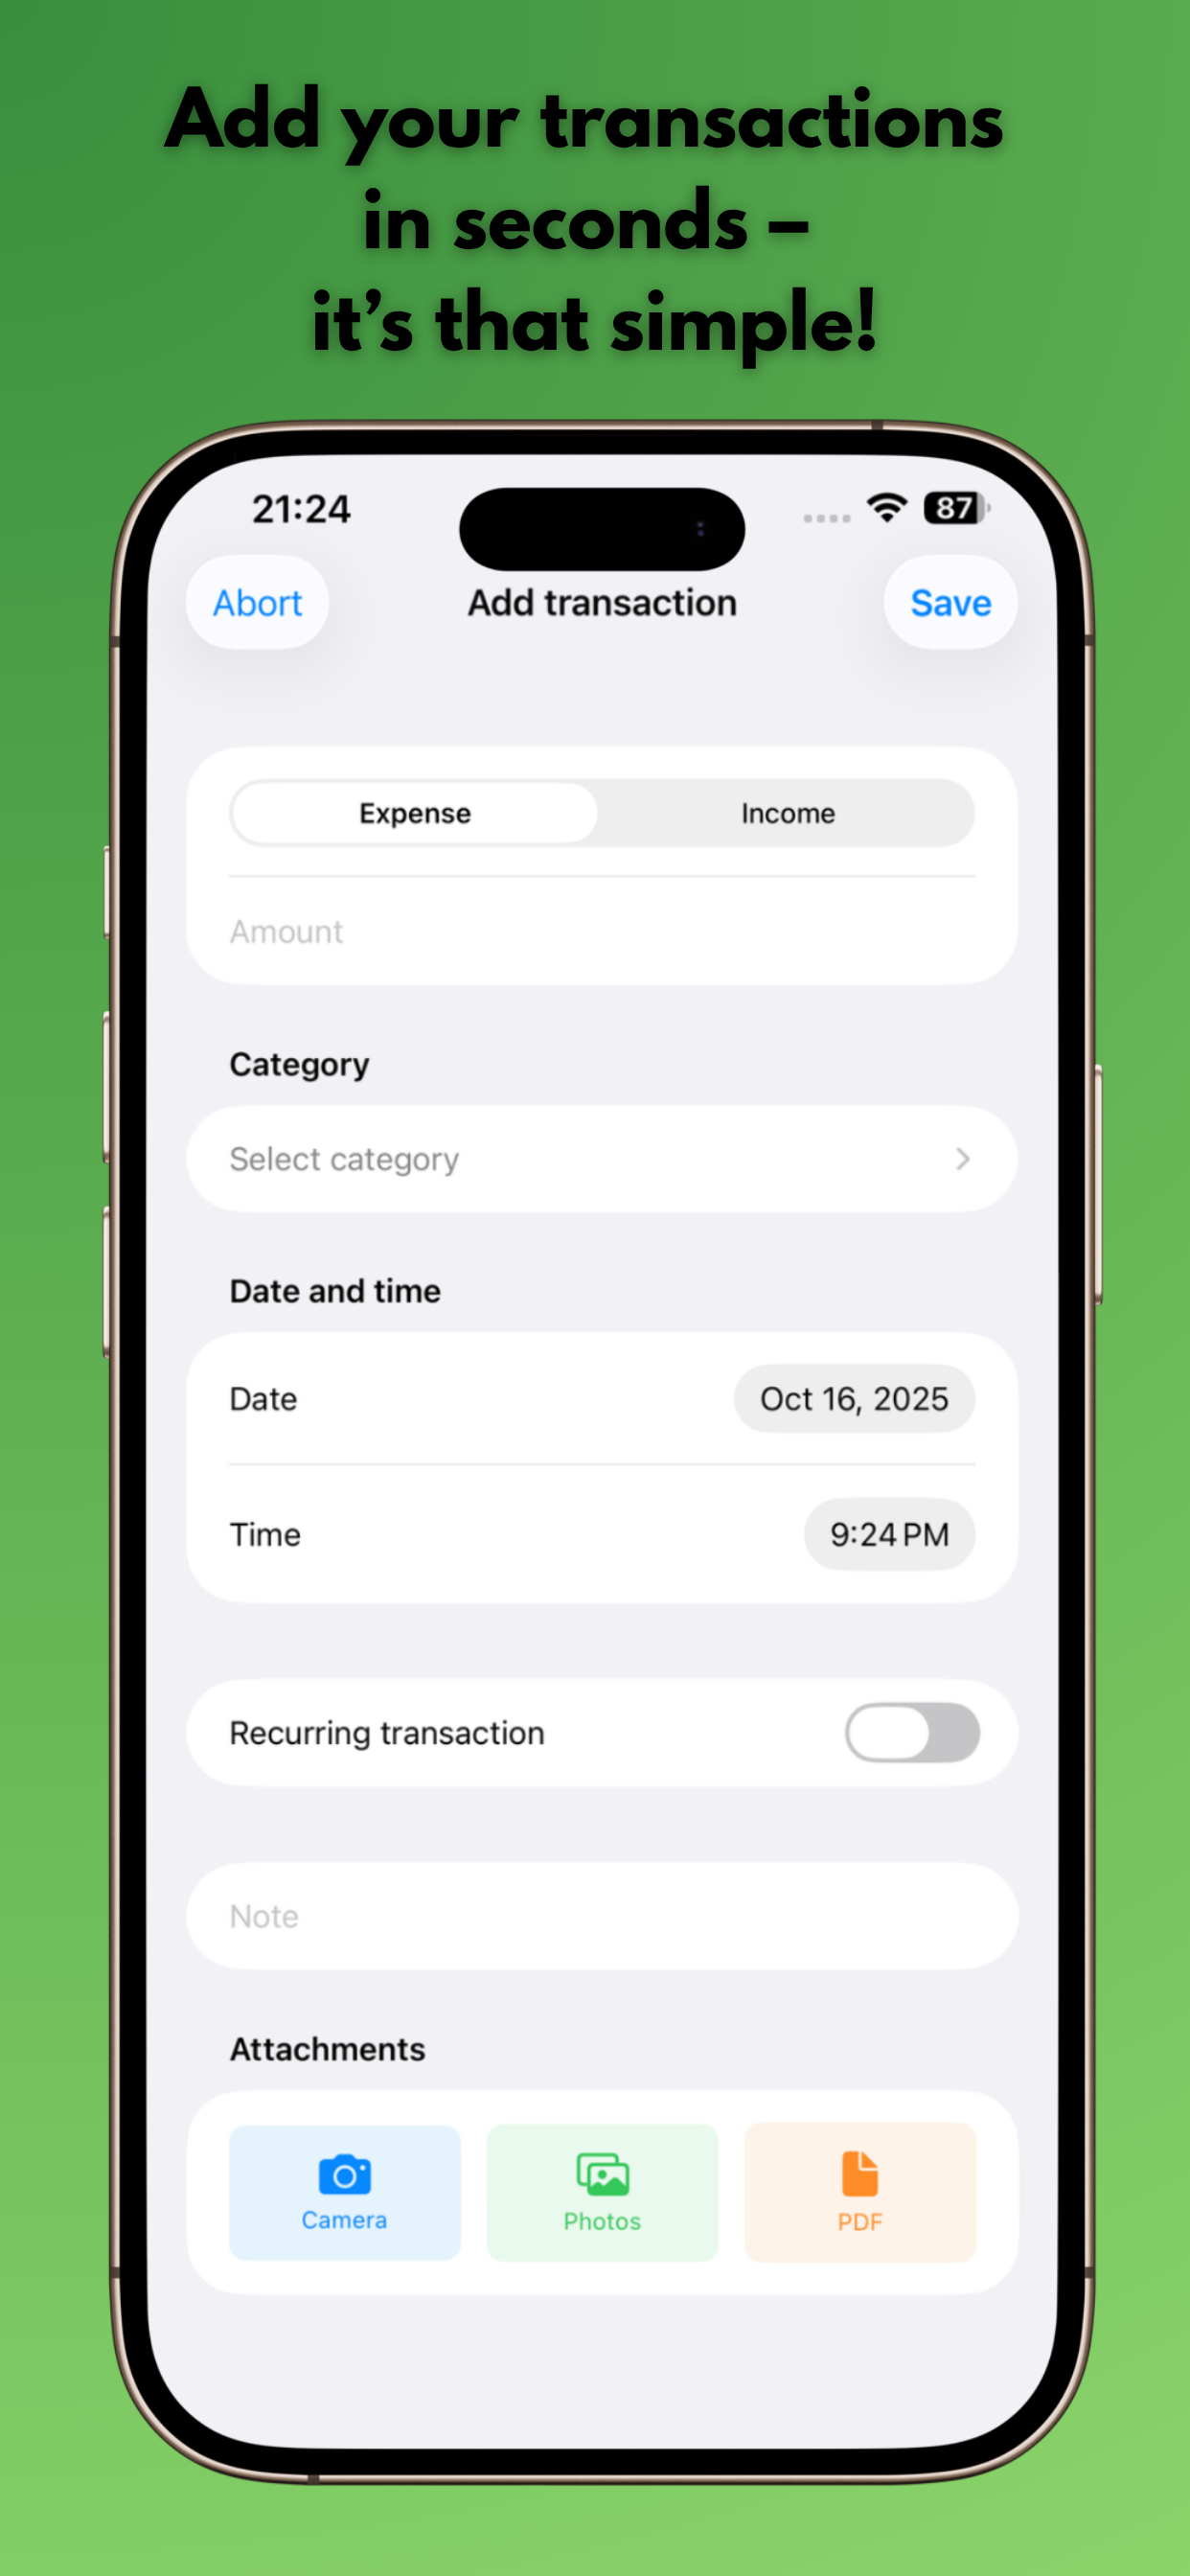 Add your transactions
in seconds –
it’s that simple!
21:24
87
Abort
Add transaction
Save
Expense
Income
Amount
Category
Select category
Date and time
Date
Oct 16, 2025
Time
9:24 PM
Recurring transaction
Note
Attachments
Camera
Photos
PDF